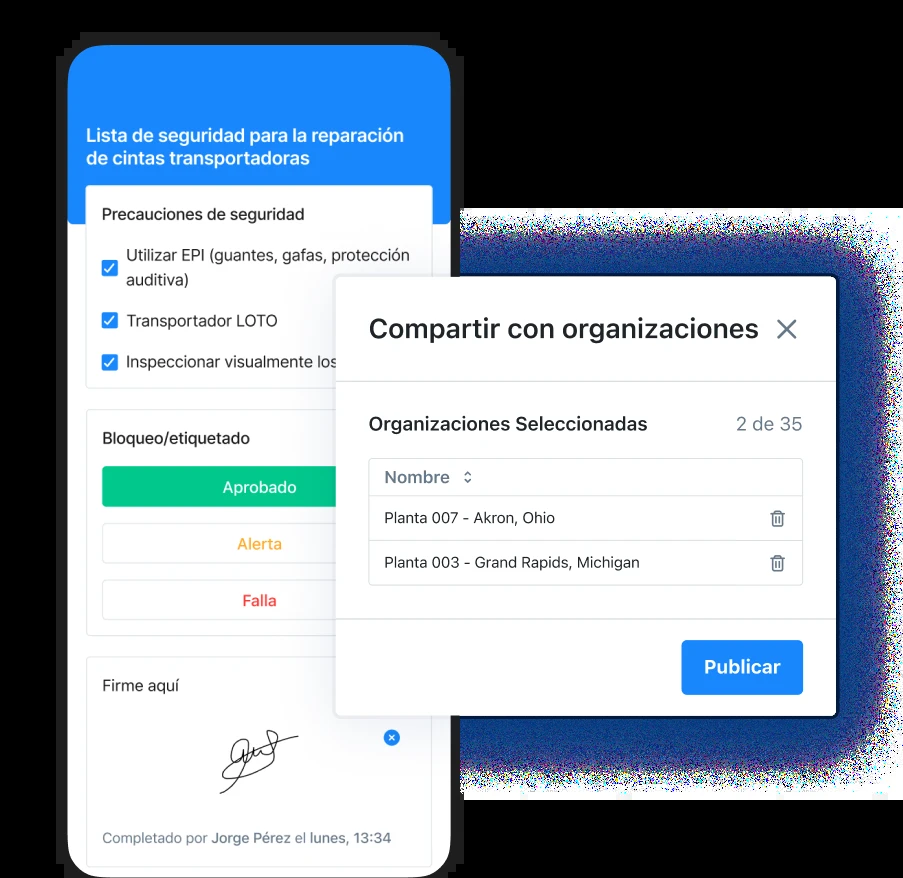 Lista de seguridad para la reparación
de cintas transportadoras
Precauciones de seguridad
Utilizar EPI (guantes, gafas, protección
auditiva)
Transportador LOTO
Inspeccionar visualmente los
Bloqueo/etiquetado
Aprobado
Alerta
Falla
Firme aquí
Completado por Jorge Pérez el lunes, 13:34
Compartir con organizaciones
Organizaciones Seleccionadas
2 de 35
Nombre
Planta 007 - Akron, Ohio
Planta 003 - Grand Rapids, Michigan
Publicar